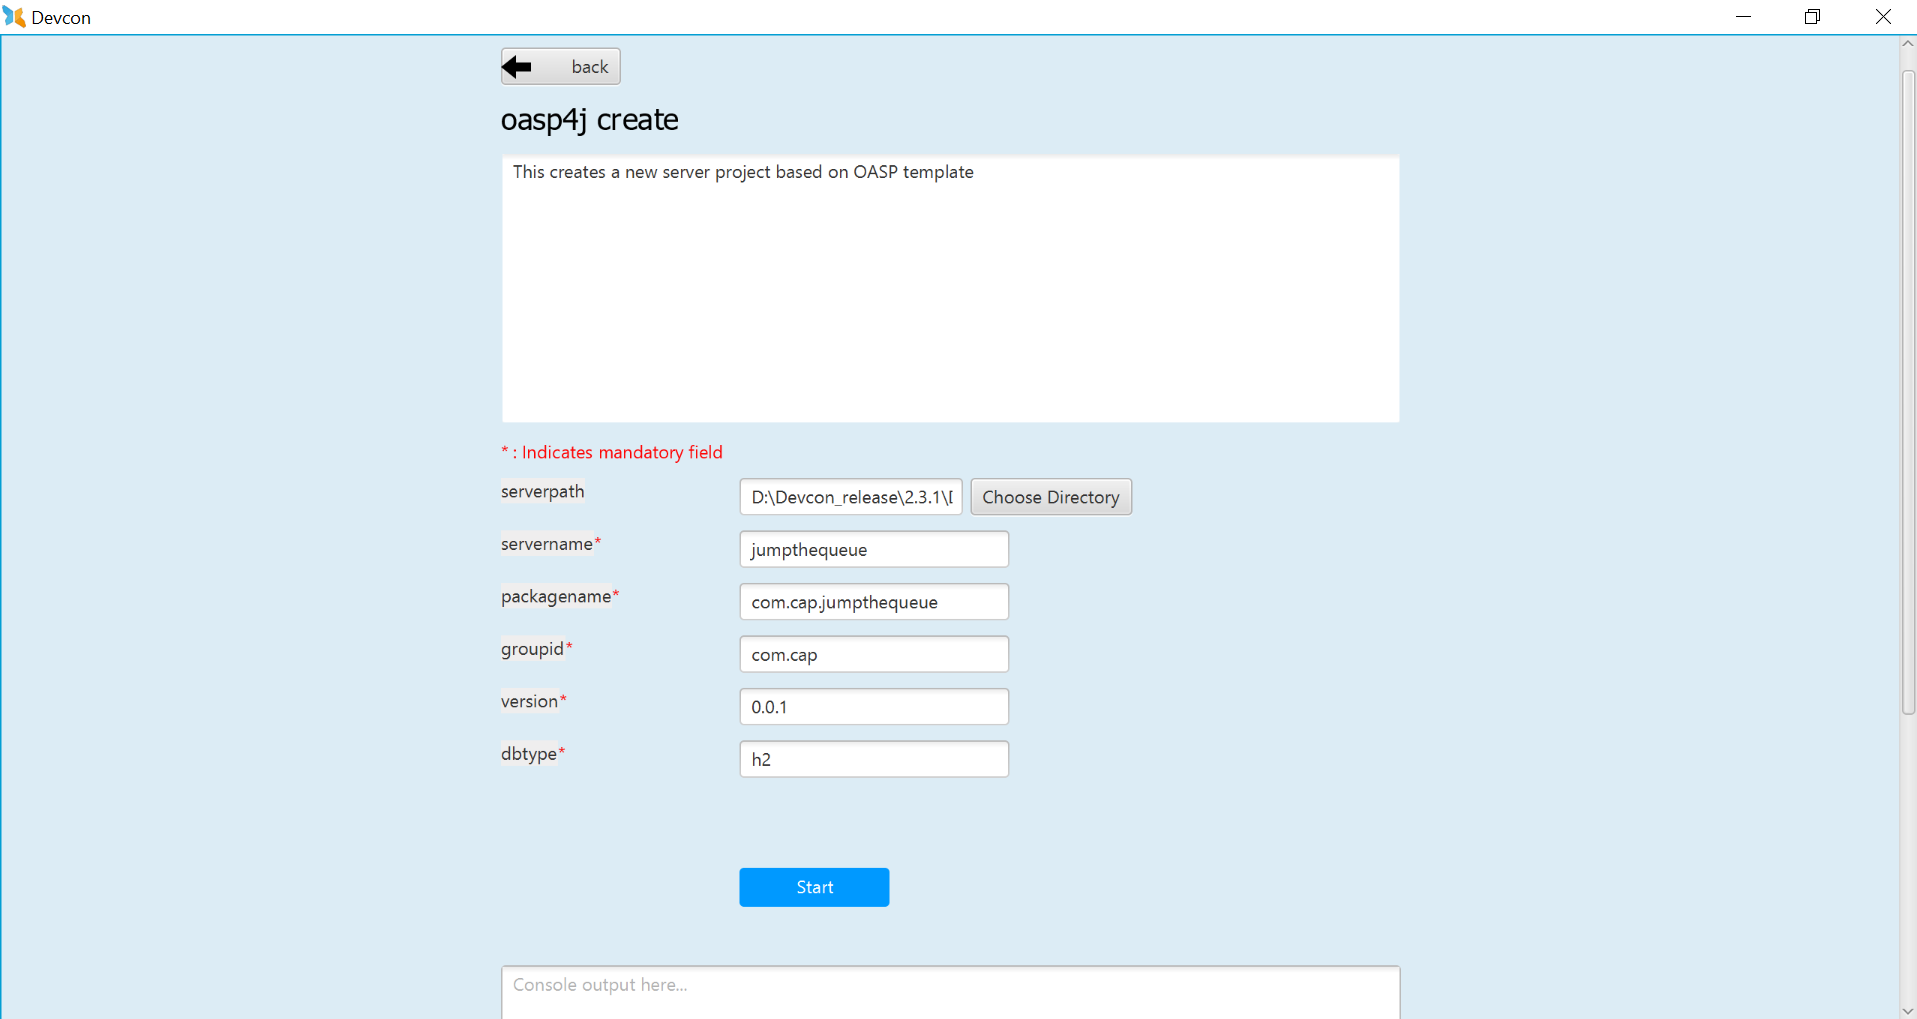 Devcon
back
oasp4j create
This creates a new server project based on OASP template
* : Indicates mandatory field
serverpath
D:\Devcon_release\2.3.1\
Choose Directory
servername*
jumpthequeue
packagename*
com.cap.jumpthequeue
groupid*
com.cap
version*
0.0.1
dbtype*
h2
Start
Console output here...